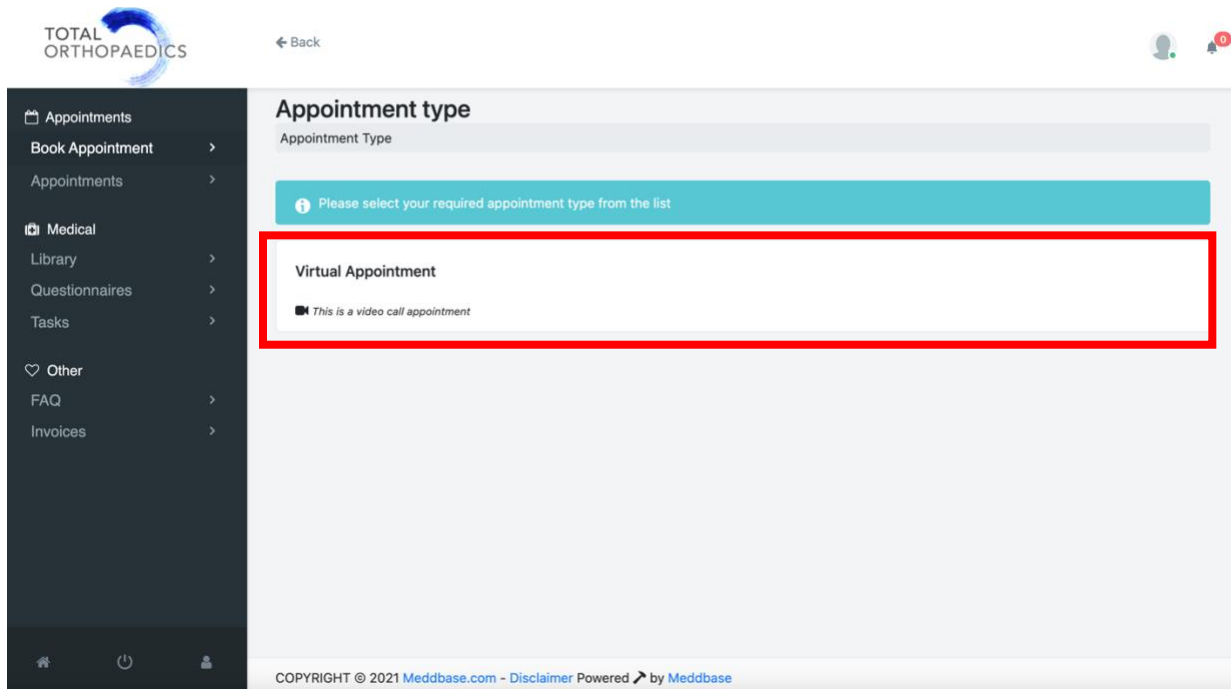 TOTAL
ORTHOPAEDICS
Back
0
Appointments
Book Appointment
Appointments
Medical
Library
Questionnaires
Tasks
Other
FAQ
Invoices
Appointment type
Appointment Type
Please select your required appointment type from the list
Virtual Appointment
This is a video call appointment
COPYRIGHT © 2021 Meddbase.com - Disclaimer Powered by Meddbase